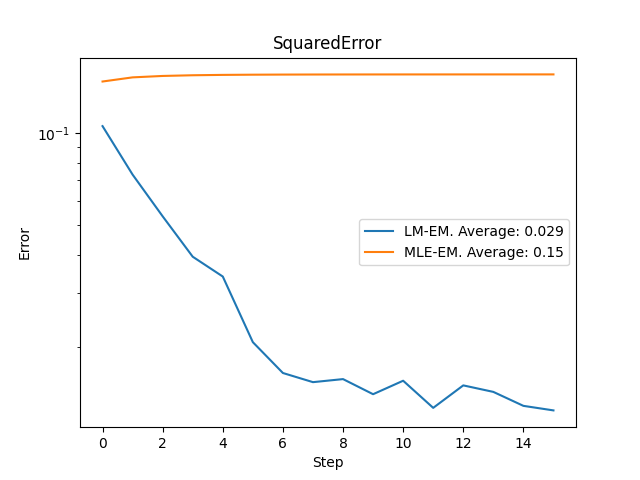 SquaredError
10⁻¹
Error
LM-EM. Average: 0.029
MLE-EM. Average: 0.15
0 2 4 6 8 10 12 14
Step